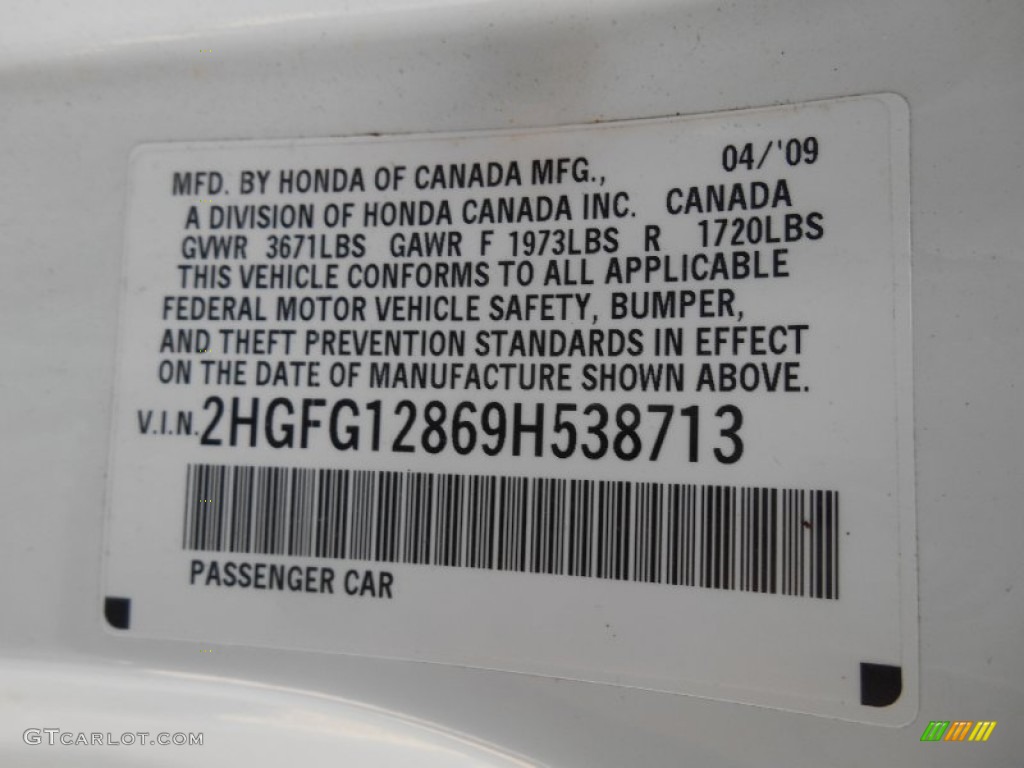 04/'09
MFD. BY HONDA OF CANADA MFG.,
A DIVISION OF HONDA CANADA INC. CANADA
GVWR 3671LBS GAWR F 1973LBS R 1720LBS
THIS VEHICLE CONFORMS TO ALL APPLICABLE
FEDERAL MOTOR VEHICLE SAFETY, BUMPER,
AND THEFT PREVENTION STANDARDS IN EFFECT
ON THE DATE OF MANUFACTURE SHOWN ABOVE.
V.I.N. 2HGFG12869H538713
PASSENGER CAR
GTCARLOT.COM